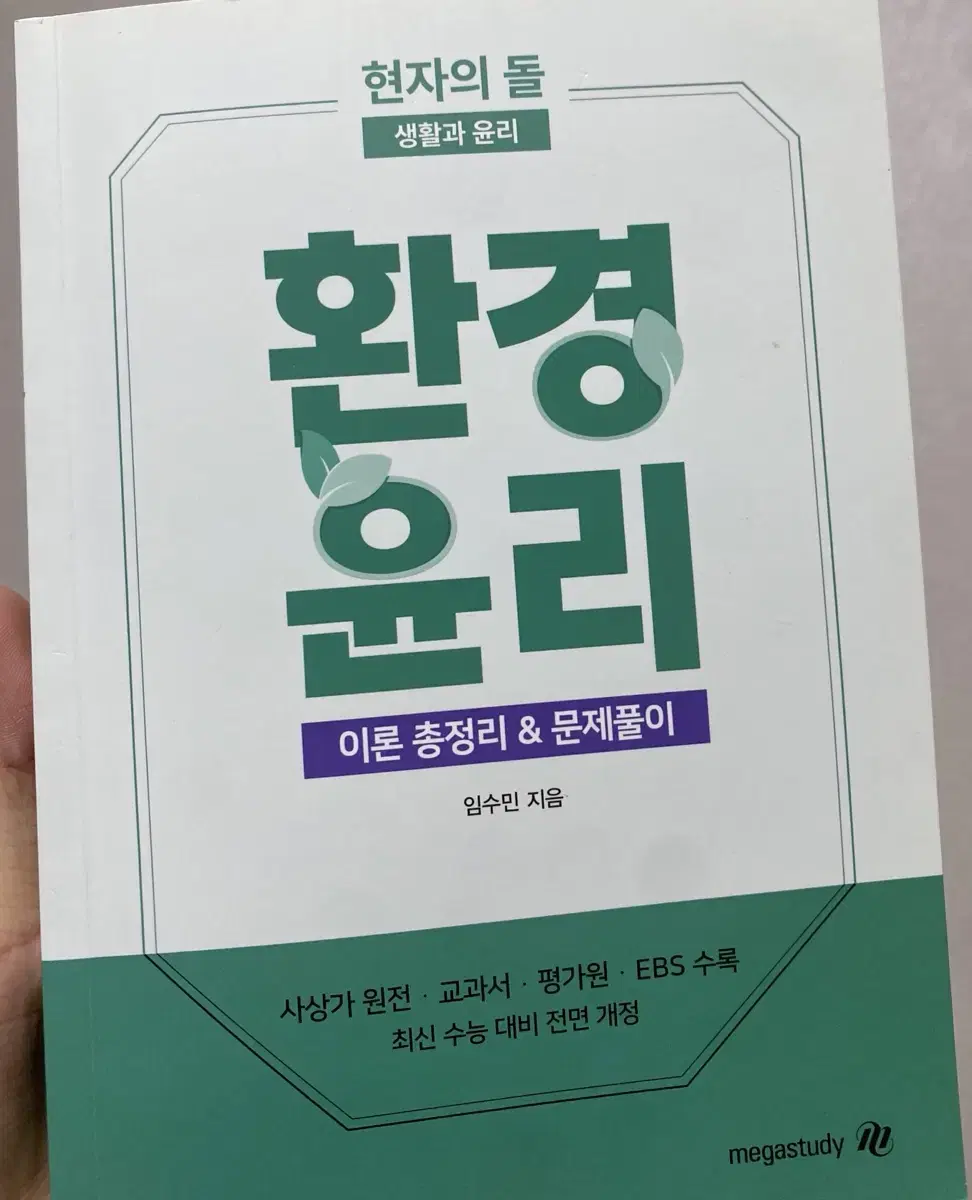 현자의 돌
생활과 윤리
환경
윤리
이론 총정리 & 문제풀이
임수민 지음
사상가 원전 · 교과서 · 평가원 · EBS 수록
최신 수능 대비 전면 개정
megastudy